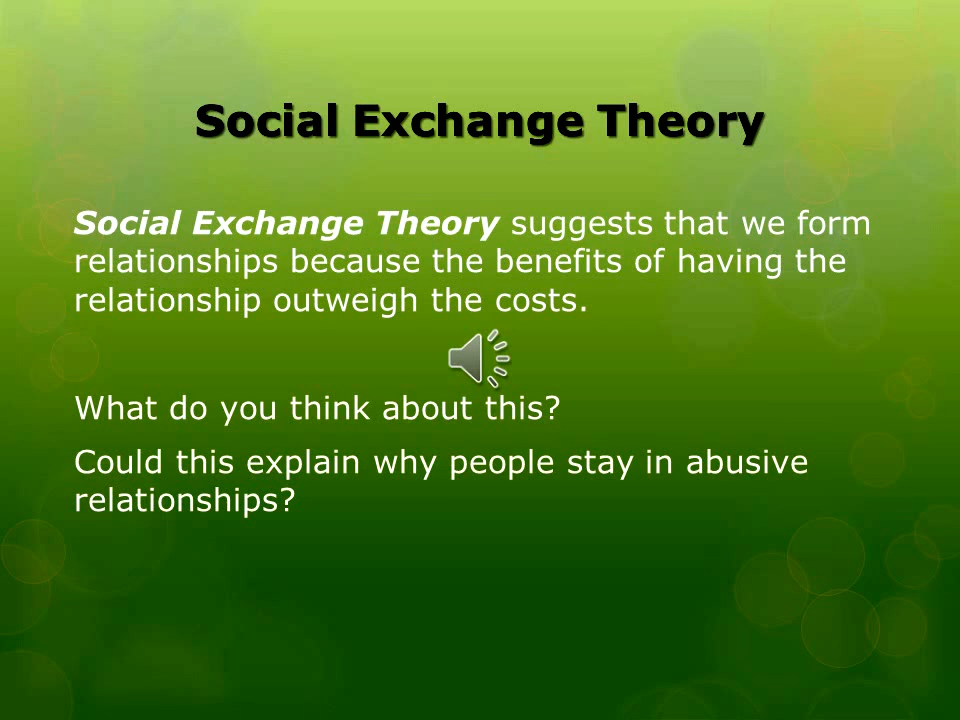 Social Exchange Theory
Social Exchange Theory suggests that we form
relationships because the benefits of having the
relationship outweigh the costs.
What do you think about this?
Could this explain why people stay in abusive
relationships?